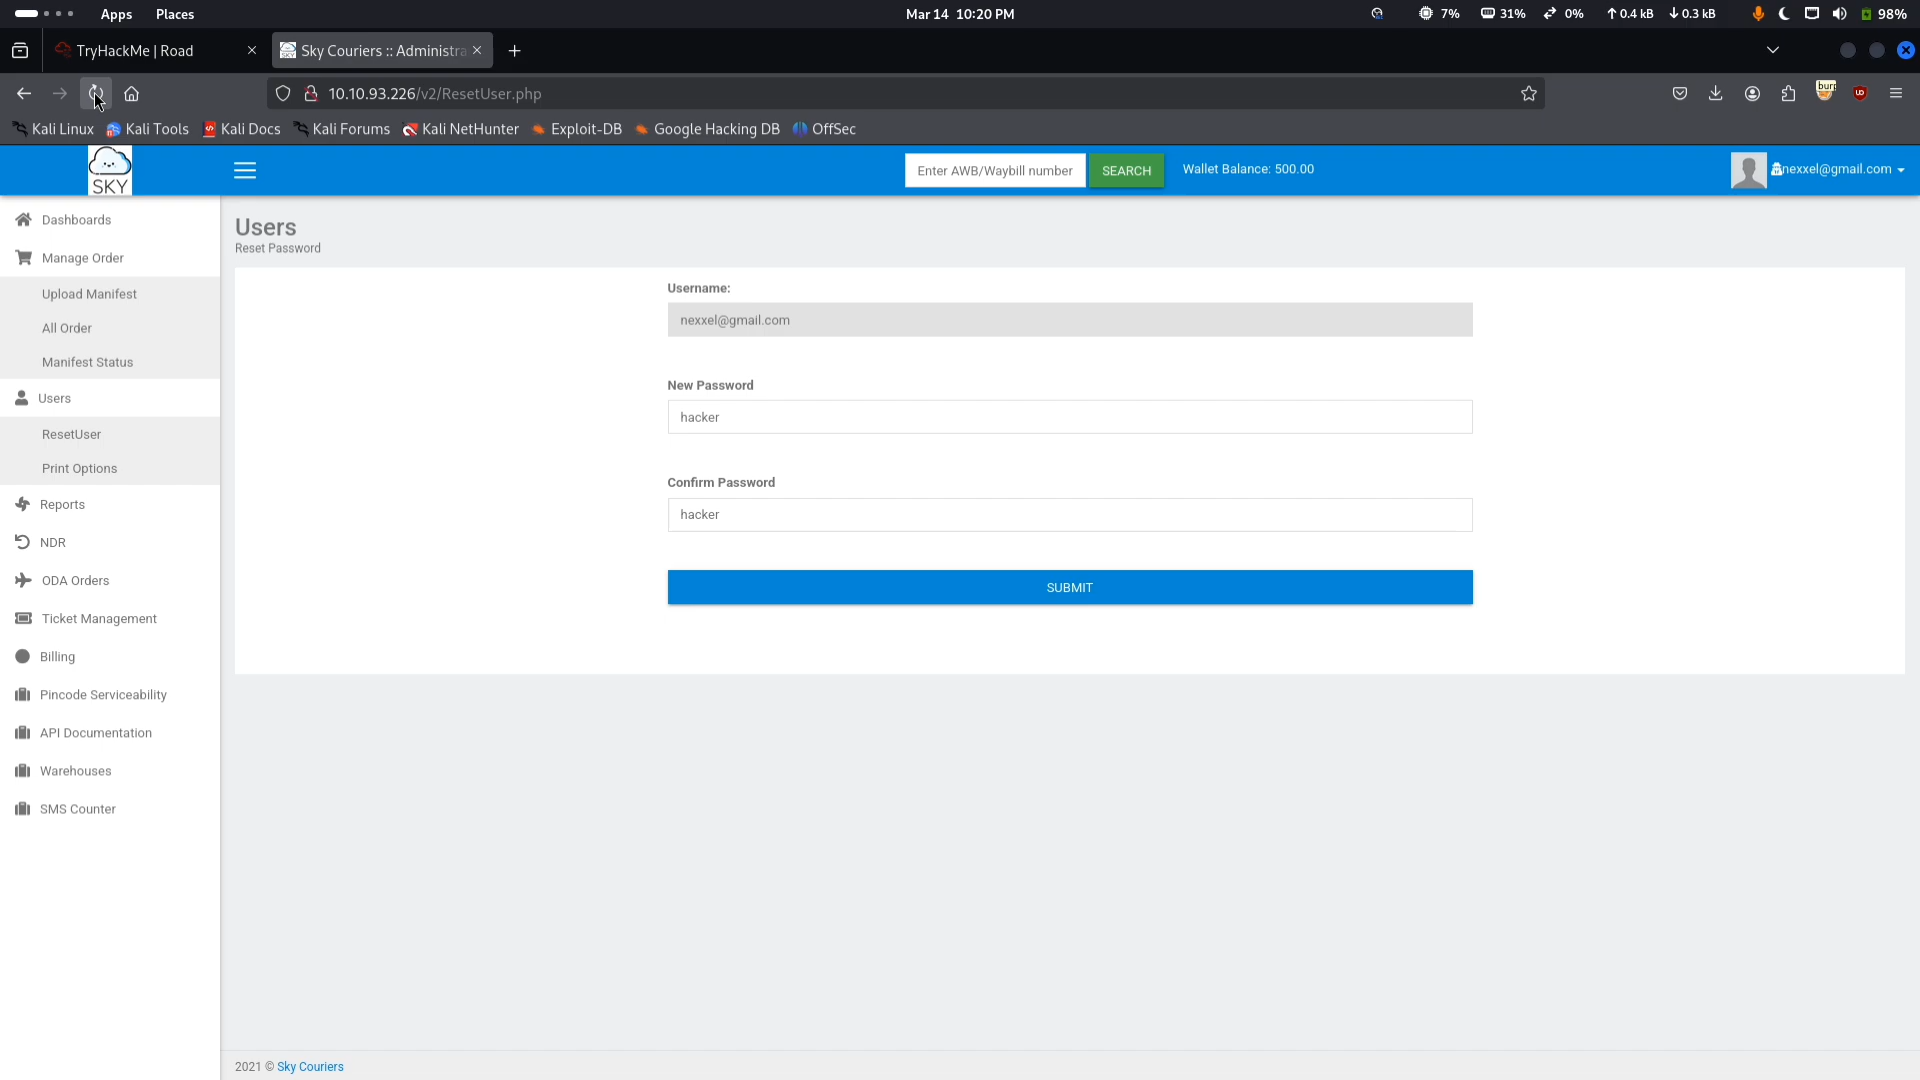 Apps Places Mar 14 10:20 PM 7% 31% 0% 0.4 kB 0.3 kB 98%
TryHackMe | Road Sky Couriers :: Administra
10.10.93.226/v2/ResetUser.php
Kali Linux Kali Tools Kali Docs Kali Forums Kali NetHunter Exploit-DB Google Hacking DB OffSec
SKY Enter AWB/Waybill number SEARCH Wallet Balance: 500.00 nexxel@gmail.com
Dashboards
Manage Order
Upload Manifest
All Order
Manifest Status
Users
ResetUser
Print Options
Reports
NDR
ODA Orders
Ticket Management
Billing
Pincode Serviceability
API Documentation
Warehouses
SMS Counter
Users
Reset Password
Username:
nexxel@gmail.com
New Password
hacker
Confirm Password
hacker
SUBMIT
2021 © Sky Couriers